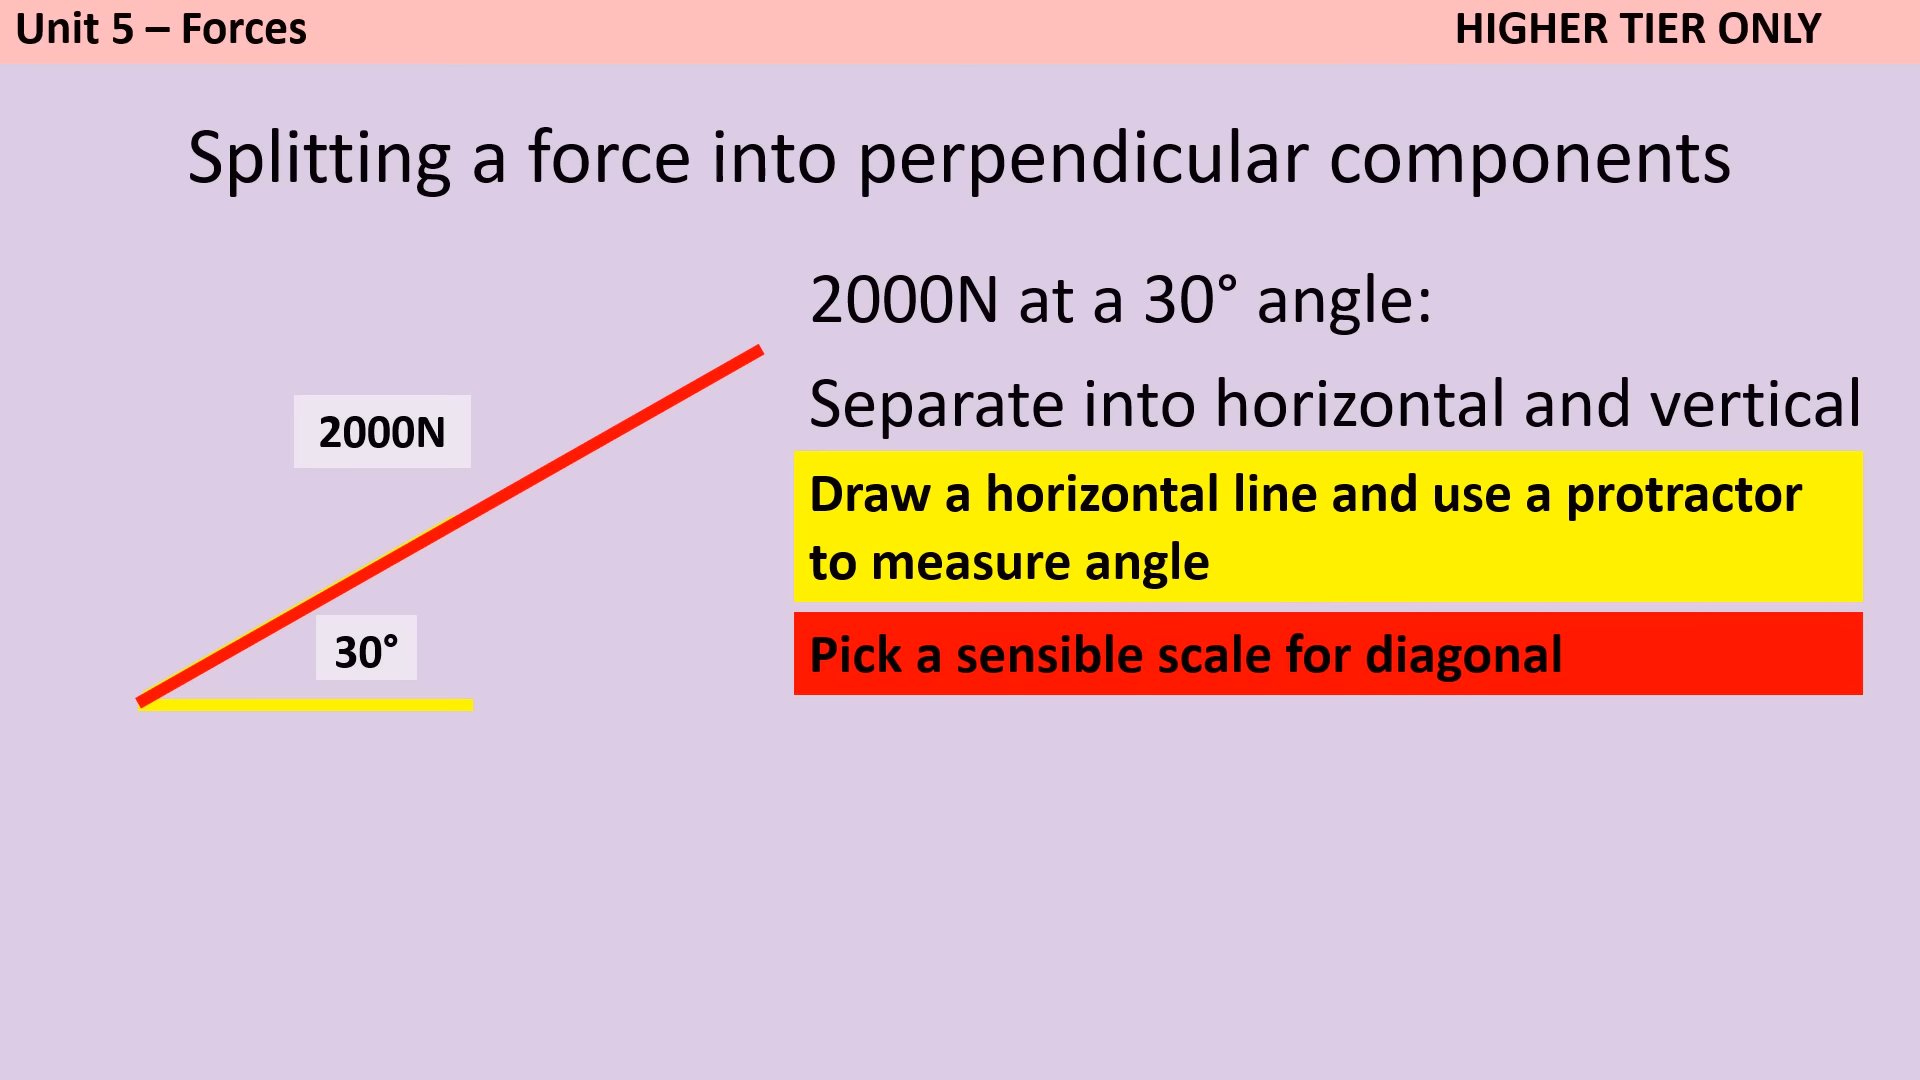 Unit 5 – Forces
HIGHER TIER ONLY
Splitting a force into perpendicular components
2000N at a 30° angle:
Separate into horizontal and vertical
Draw a horizontal line and use a protractor
to measure angle
Pick a sensible scale for diagonal
2000N
30°